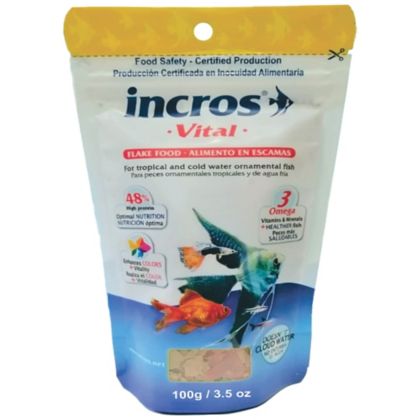 Food Safety - Certified Production
Producción Certificada en Inocuidad Alimentaria
incros®
· Vital ·
FLAKE FOOD - ALIMENTO EN ESCAMAS
For tropical and cold water ornamental fish
Para peces ornamentales tropicales y de agua fría
48%
High protein
Optimal NUTRITION
NUTRICIÓN óptima
3
Omega
Vitamins & Minerals
+ HEALTHIER fish
Peces más
SALUDABLES
Enhances COLORS
+ Vitality
Realza el COLOR
+ Vitalidad
DOESN'T
CLOUD WATER
100g / 3.5 oz